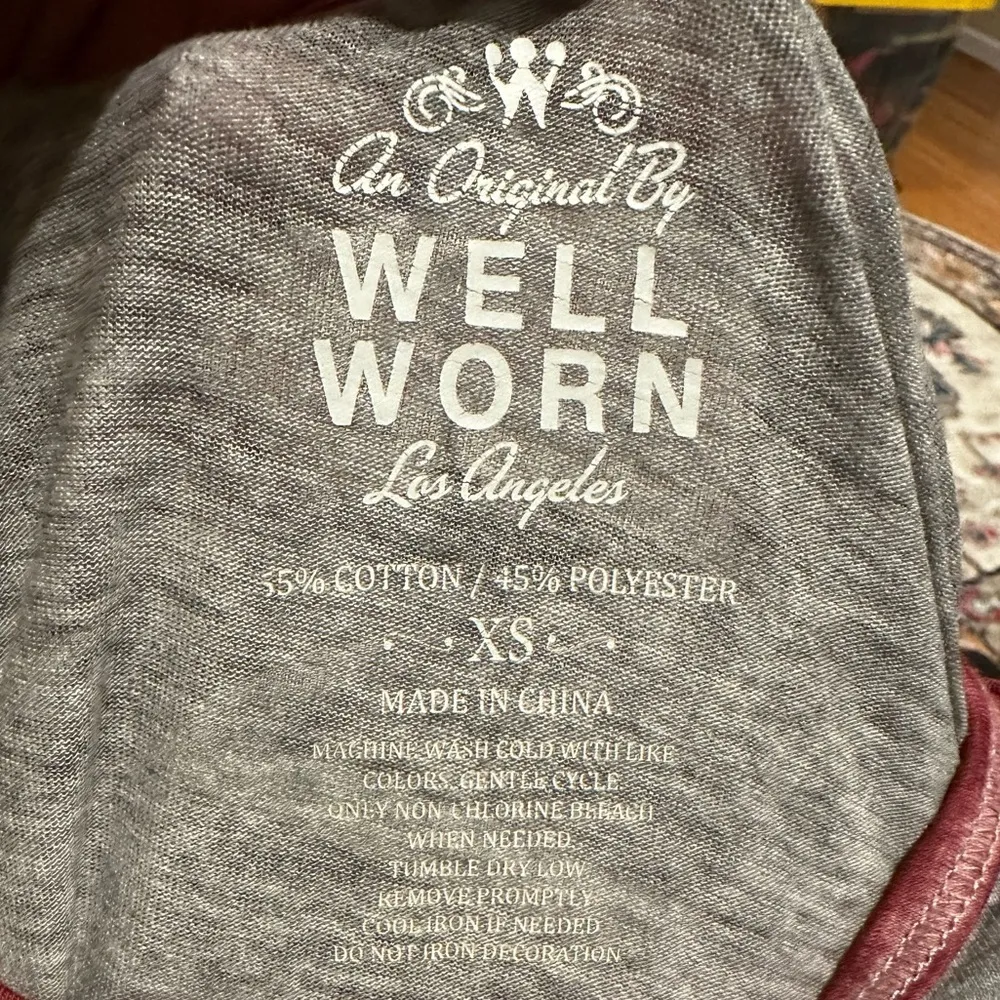 An Original By
WELL
WORN
Los Angeles
55% COTTON / 45% POLYESTER
XS
MADE IN CHINA
MACHINE WASH COLD WITH LIKE
COLORS, GENTLE CYCLE
ONLY NON-CHLORINE BLEACH
WHEN NEEDED.
TUMBLE DRY LOW
REMOVE PROMPTLY
COOL IRON IF NEEDED
DO NOT IRON DECORATION